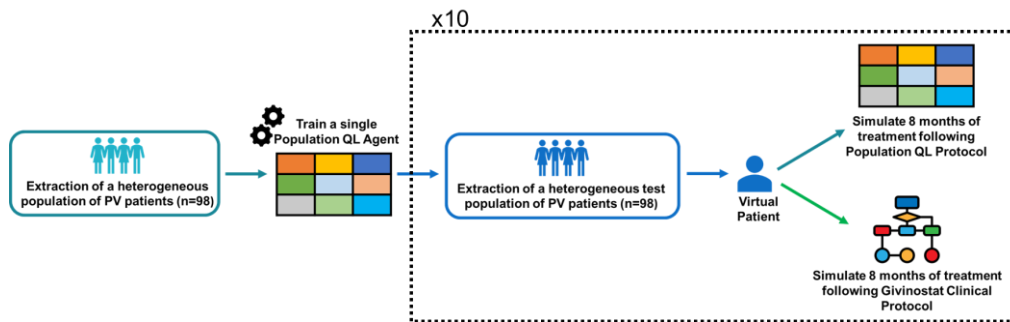 x10
Train a single
Population QL Agent
Extraction of a heterogeneous
population of PV patients (n=98)
Extraction of a heterogeneous test
population of PV patients (n=98)
Virtual
Patient
Simulate 8 months of
treatment following
Population QL Protocol
Simulate 8 months of treatment
following Givinostat Clinical
Protocol